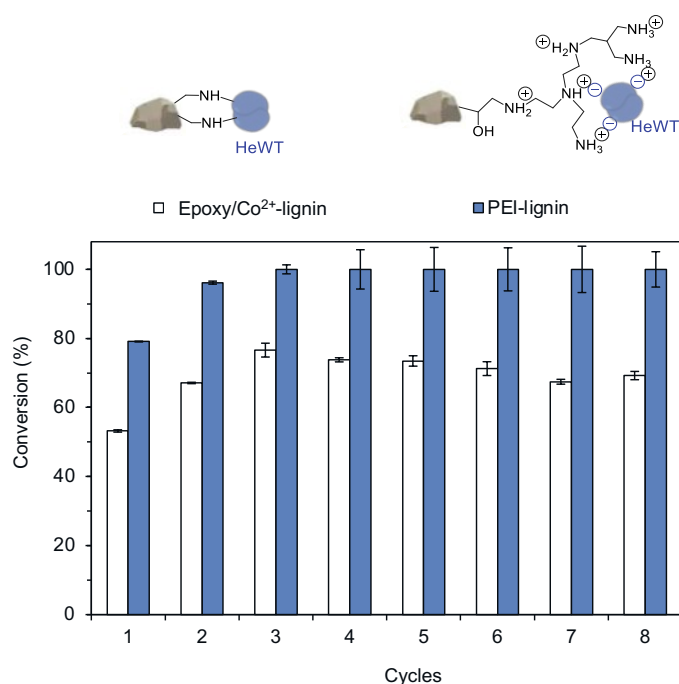 NH
NH
HeWT
OH
NH₂
⊕
NH
⊕
H₂N
⊕
NH₃
⊕
NH₃
⊕
NH₃
⊕
⊖
⊖
⊖
HeWT
Epoxy/Co²⁺-lignin
PEI-lignin
Conversion (%)
100
80
60
40
20
0
1 2 3 4 5 6 7 8
Cycles